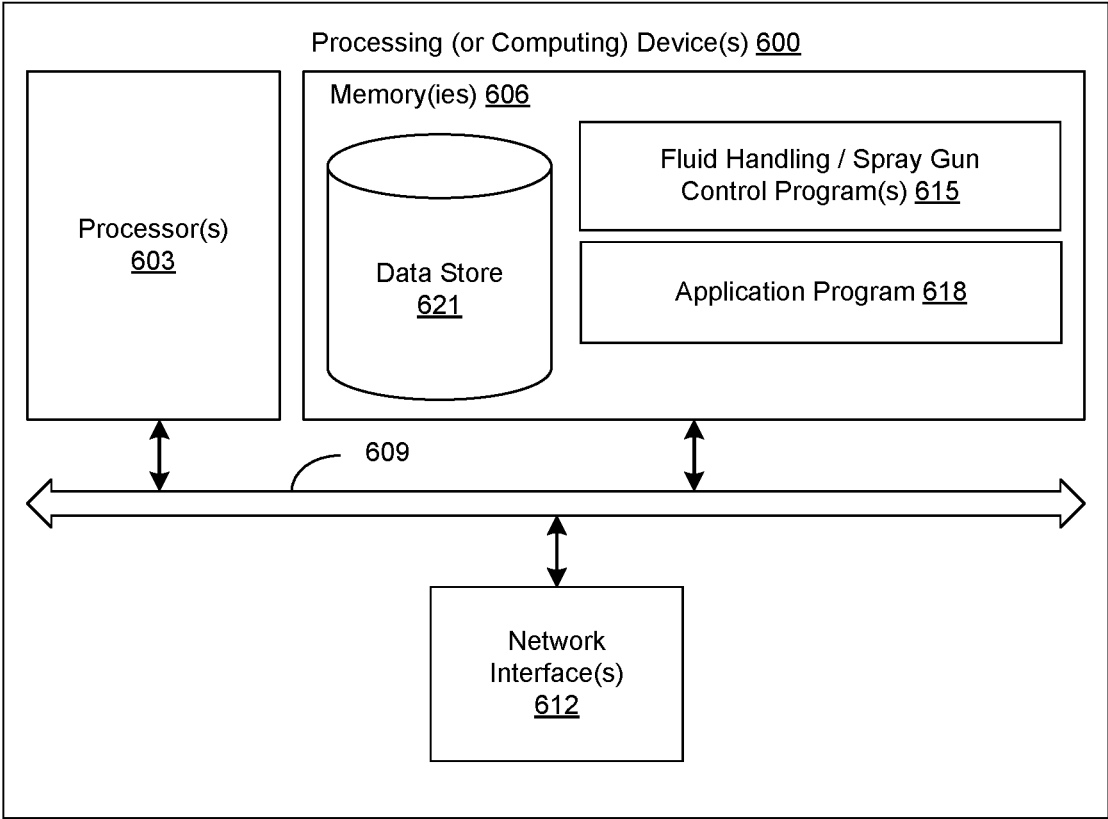 Processing (or Computing) Device(s) 600
Processor(s)
603
Memory(ies) 606
Data Store
621
Fluid Handling / Spray Gun
Control Program(s) 615
Application Program 618
609
Network
Interface(s)
612